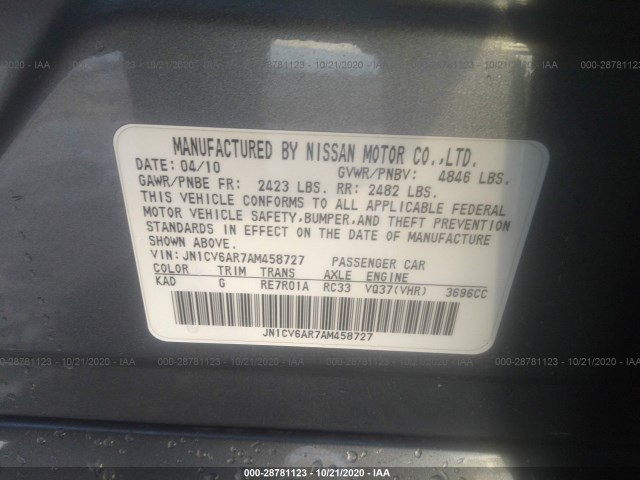 000-28781123 - 10/21/2020 - IAA
MANUFACTURED BY NISSAN MOTOR CO.,LTD.
DATE: 04/10 GVWR/PNBV: 4846 LBS.
GAWR/PNBE FR: 2423 LBS. RR: 2482 LBS.
THIS VEHICLE CONFORMS TO ALL APPLICABLE FEDERAL
MOTOR VEHICLE SAFETY,BUMPER,AND THEFT PREVENTION
STANDARDS IN EFFECT ON THE DATE OF MANUFACTURE
SHOWN ABOVE.
VIN: JN1CV6AR7AM458727 PASSENGER CAR
COLOR TRIM TRANS AXLE ENGINE
KAD G RE7R01A RC33 VQ37(VHR) 3696CC
JN1CV6AR7AM458727
000-28781123 - 10/21/2020 - IAA